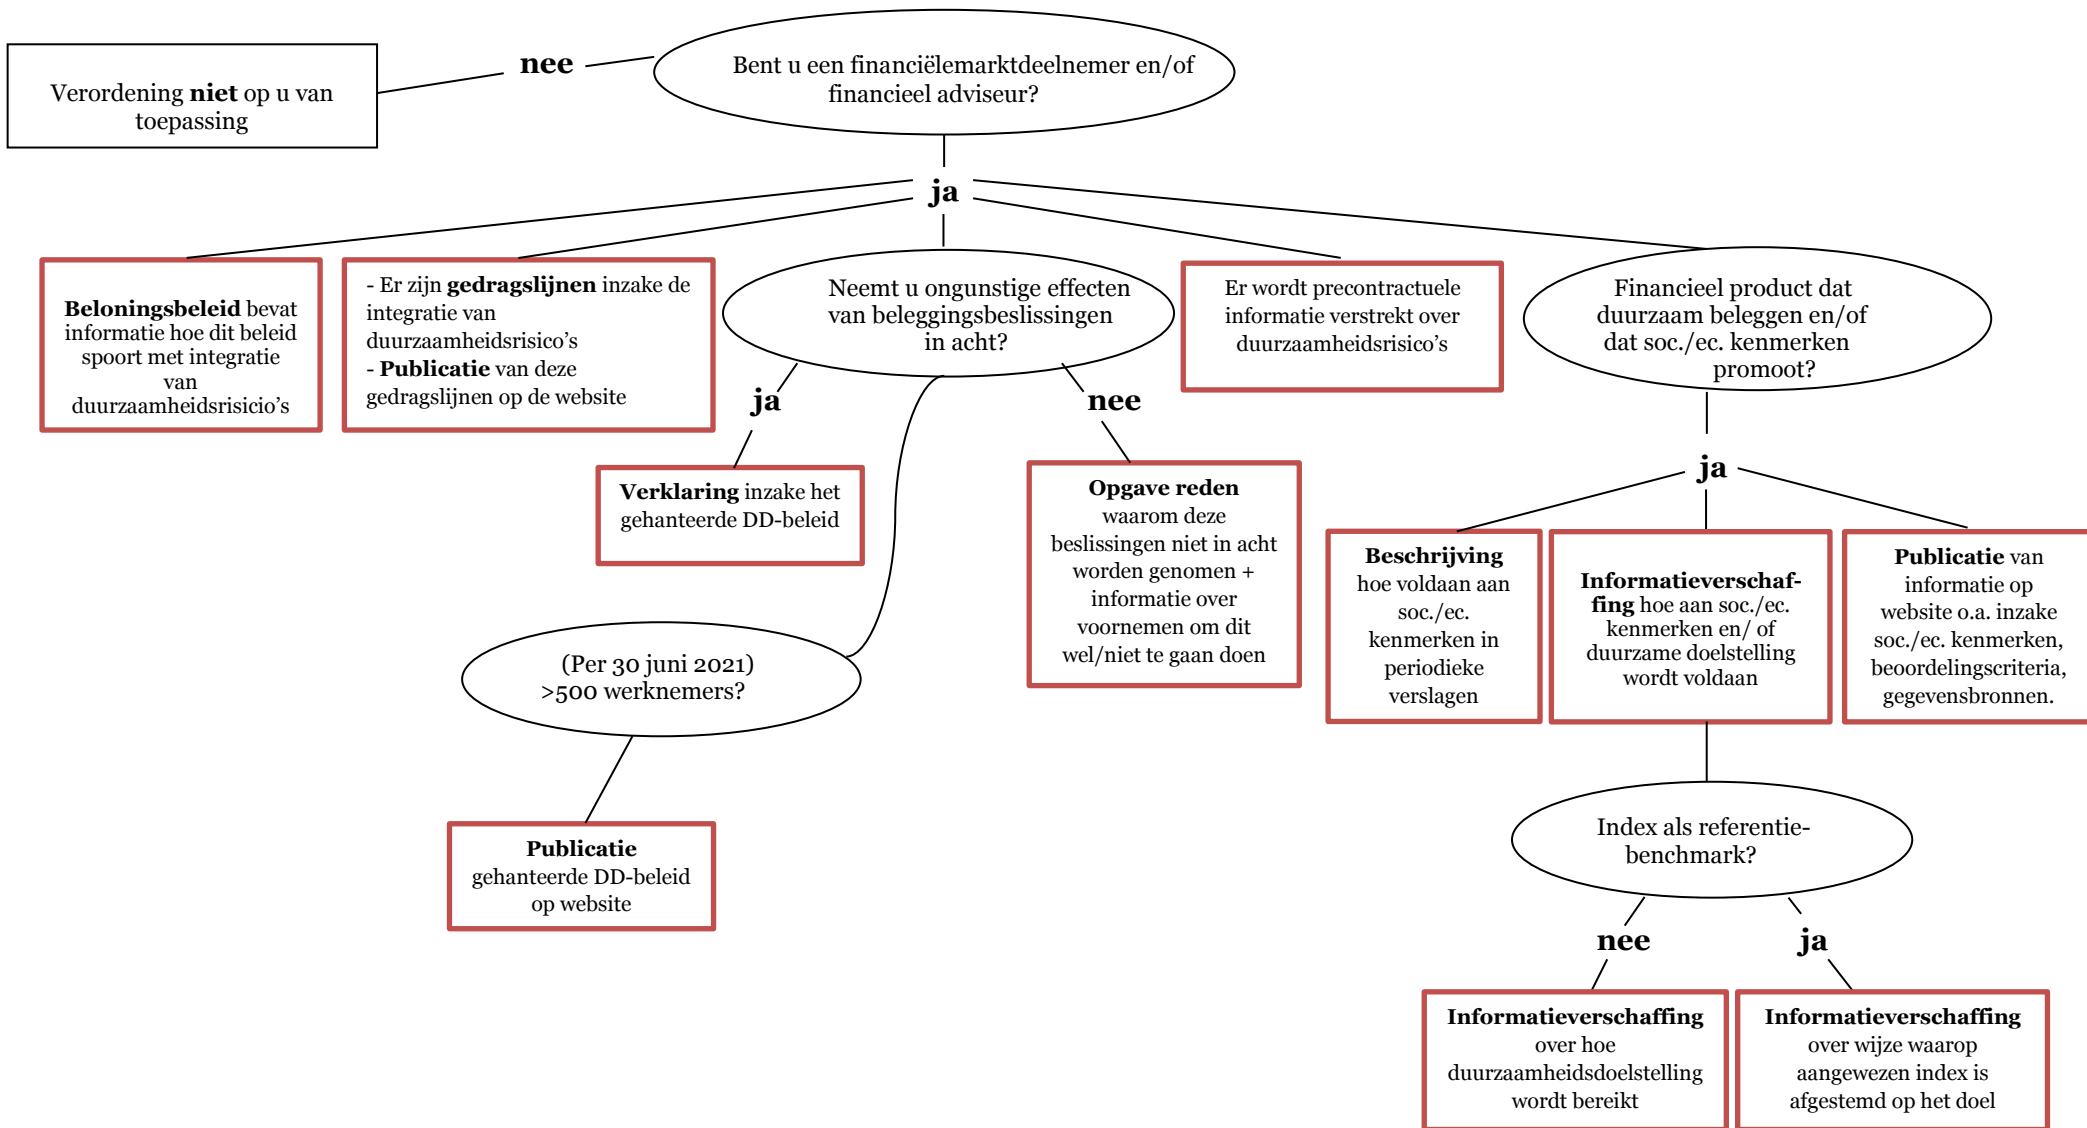 nee
Bent u een financiëlemarktdeelnemer en/of
financieel adviseur?
Verordening niet op u van
toepassing
ja
Beloningsbeleid bevat
informatie hoe dit beleid
spoort met integratie
van
duurzaamheidsrisicio’s
- Er zijn gedragslijnen inzake de
integratie van
duurzaamheidsrisico’s
- Publicatie van deze
gedragslijnen op de website
Neemt u ongunstige effecten
van beleggingsbeslissingen
in acht?
Er wordt precontractuele
informatie verstrekt over
duurzaamheidsrisico’s
Financieel product dat
duurzaam beleggen en/of
dat soc./ec. kenmerken
promoot?
ja
nee
ja
Verklaring inzake het
gehanteerde DD-beleid
Opgave reden
waarom deze
beslissingen niet in acht
worden genomen +
informatie over
voornemen om dit
wel/niet te gaan doen
Beschrijving
hoe voldaan aan
soc./ec.
kenmerken in
periodieke
verslagen
Informatieverschaf-
fing hoe aan soc./ec.
kenmerken en/ of
duurzame doelstelling
wordt voldaan
Publicatie van
informatie op
website o.a. inzake
soc./ec. kenmerken,
beoordelingscriteria,
gegevensbronnen.
(Per 30 juni 2021)
>500 werknemers?
Publicatie
gehanteerde DD-beleid
op website
Index als referentie-
benchmark?
nee
ja
Informatieverschaffing
over hoe
duurzaamheidsdoelstelling
wordt bereikt
Informatieverschaffing
over wijze waarop
aangewezen index is
afgestemd op het doel